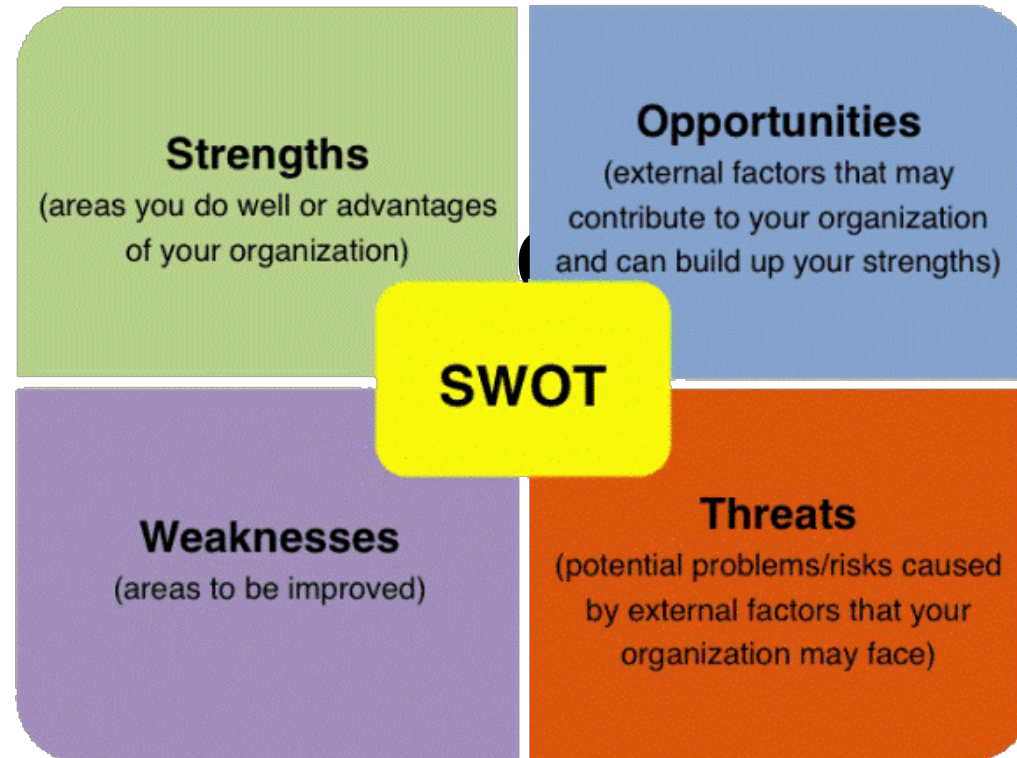 Strengths
(areas you do well or advantages
of your organization)
Opportunities
(external factors that may
contribute to your organization
and can build up your strengths)
SWOT
Weaknesses
(areas to be improved)
Threats
(potential problems/risks caused
by external factors that your
organization may face)